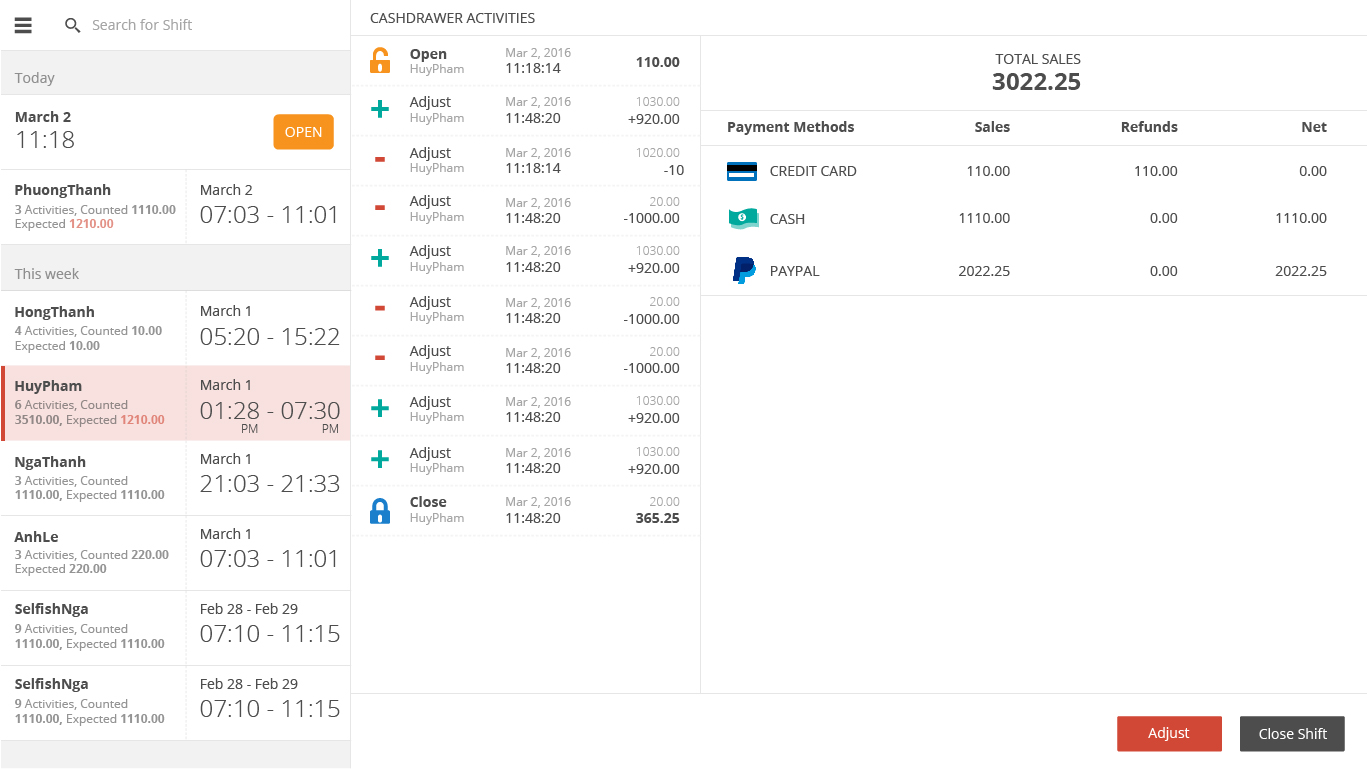 Search for Shift
Today
March 2
11:18
OPEN
PhuongThanh
3 Activities, Counted 1110.00
Expected 1210.00
March 2
07:03 - 11:01
This week
HongThanh
4 Activities, Counted 10.00
Expected 10.00
March 1
05:20 - 15:22
HuyPham
6 Activities, Counted
3510.00, Expected 1210.00
March 1
01:28 - 07:30
PM PM
NgaThanh
3 Activities, Counted
1110.00, Expected 1110.00
March 1
21:03 - 21:33
AnhLe
3 Activities, Counted 220.00
Expected 220.00
March 1
07:03 - 11:01
SelfishNga
9 Activities, Counted
1110.00, Expected 1110.00
Feb 28 - Feb 29
07:10 - 11:15
SelfishNga
9 Activities, Counted
1110.00, Expected 1110.00
Feb 28 - Feb 29
07:10 - 11:15
CASHDRAWER ACTIVITIES
Open Mar 2, 2016
HuyPham 11:18:14 110.00
Adjust Mar 2, 2016 1030.00
HuyPham 11:48:20 +920.00
Adjust Mar 2, 2016 1020.00
HuyPham 11:18:14 -10
Adjust Mar 2, 2016 20.00
HuyPham 11:48:20 -1000.00
Adjust Mar 2, 2016 1030.00
HuyPham 11:48:20 +920.00
Adjust Mar 2, 2016 20.00
HuyPham 11:48:20 -1000.00
Adjust Mar 2, 2016 20.00
HuyPham 11:48:20 -1000.00
Adjust Mar 2, 2016 1030.00
HuyPham 11:48:20 +920.00
Adjust Mar 2, 2016 1030.00
HuyPham 11:48:20 +920.00
Close Mar 2, 2016 20.00
HuyPham 11:48:20 365.25
TOTAL SALES
3022.25
Payment Methods Sales Refunds Net
CREDIT CARD 110.00 110.00 0.00
CASH 1110.00 0.00 1110.00
PAYPAL 2022.25 0.00 2022.25
Adjust Close Shift